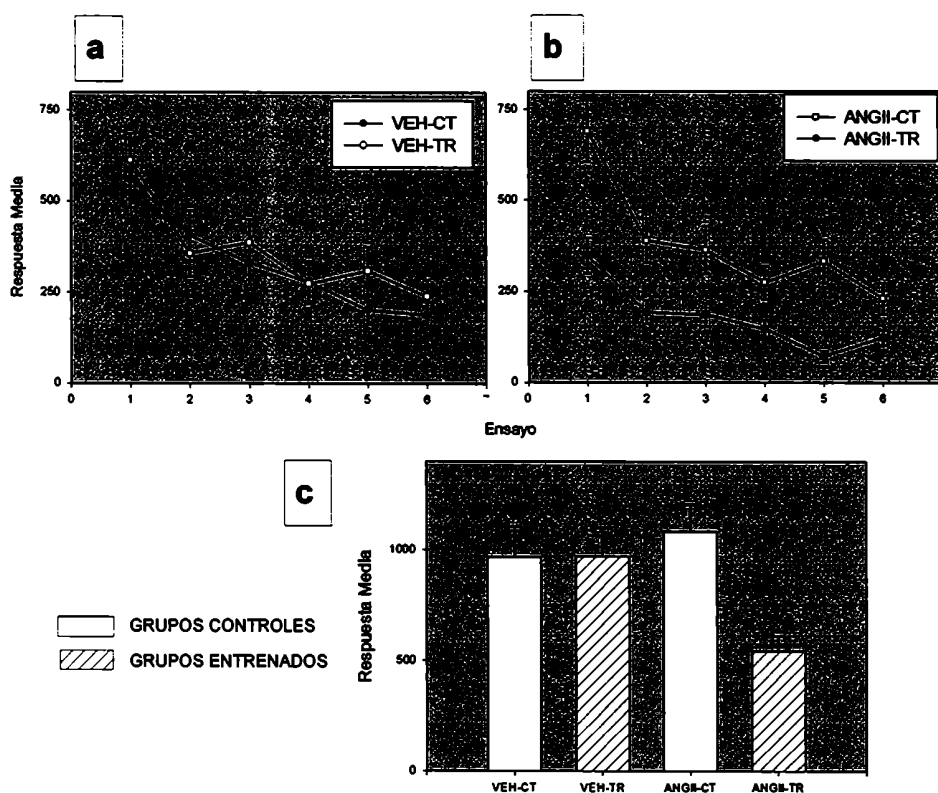 a
b
750
500
250
0
Respuesta Media
VEH-CT
VEH-TR
0 1 2 3 4 5 6
750
500
250
0
ANGII-CT
ANGII-TR
0 1 2 3 4 5 6
Ensayo
c
GRUPOS CONTROLES
GRUPOS ENTRENADOS
Respuesta Media
1000
500
0
VEH-CT VEH-TR ANGII-CT ANGII-TR